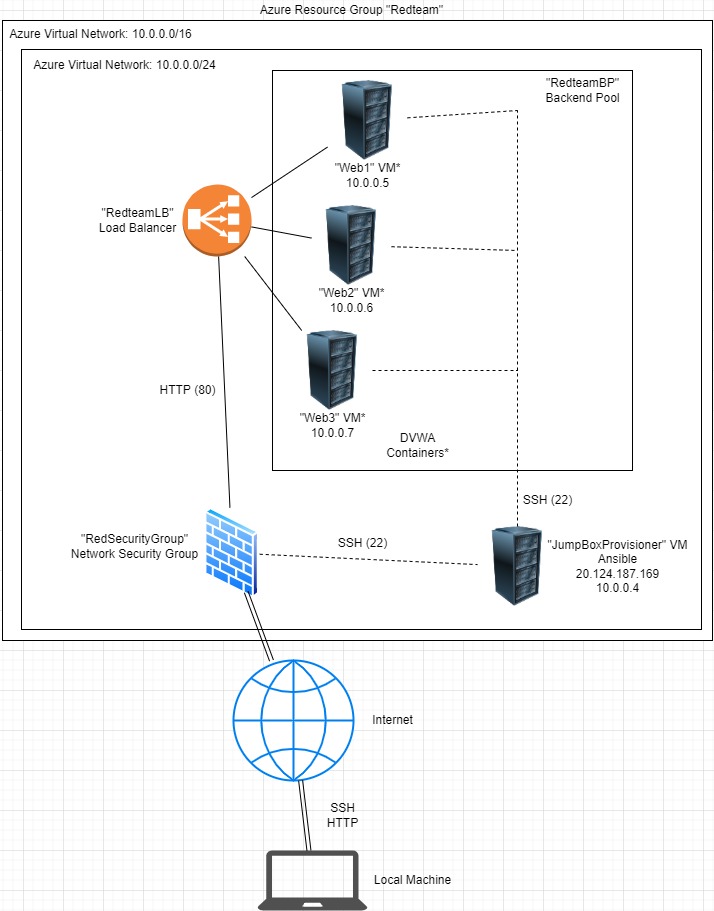 Azure Resource Group "Redteam"
Azure Virtual Network: 10.0.0.0/16
Azure Virtual Network: 10.0.0.0/24
"RedteamBP"
Backend Pool
"Web1" VM*
10.0.0.5
"RedteamLB"
Load Balancer
"Web2" VM*
10.0.0.6
HTTP (80)
"Web3" VM*
10.0.0.7
DVWA
Containers*
SSH (22)
"RedSecurityGroup"
Network Security Group
SSH (22)
"JumpBoxProvisioner" VM
Ansible
20.124.187.169
10.0.0.4
Internet
SSH
HTTP
Local Machine